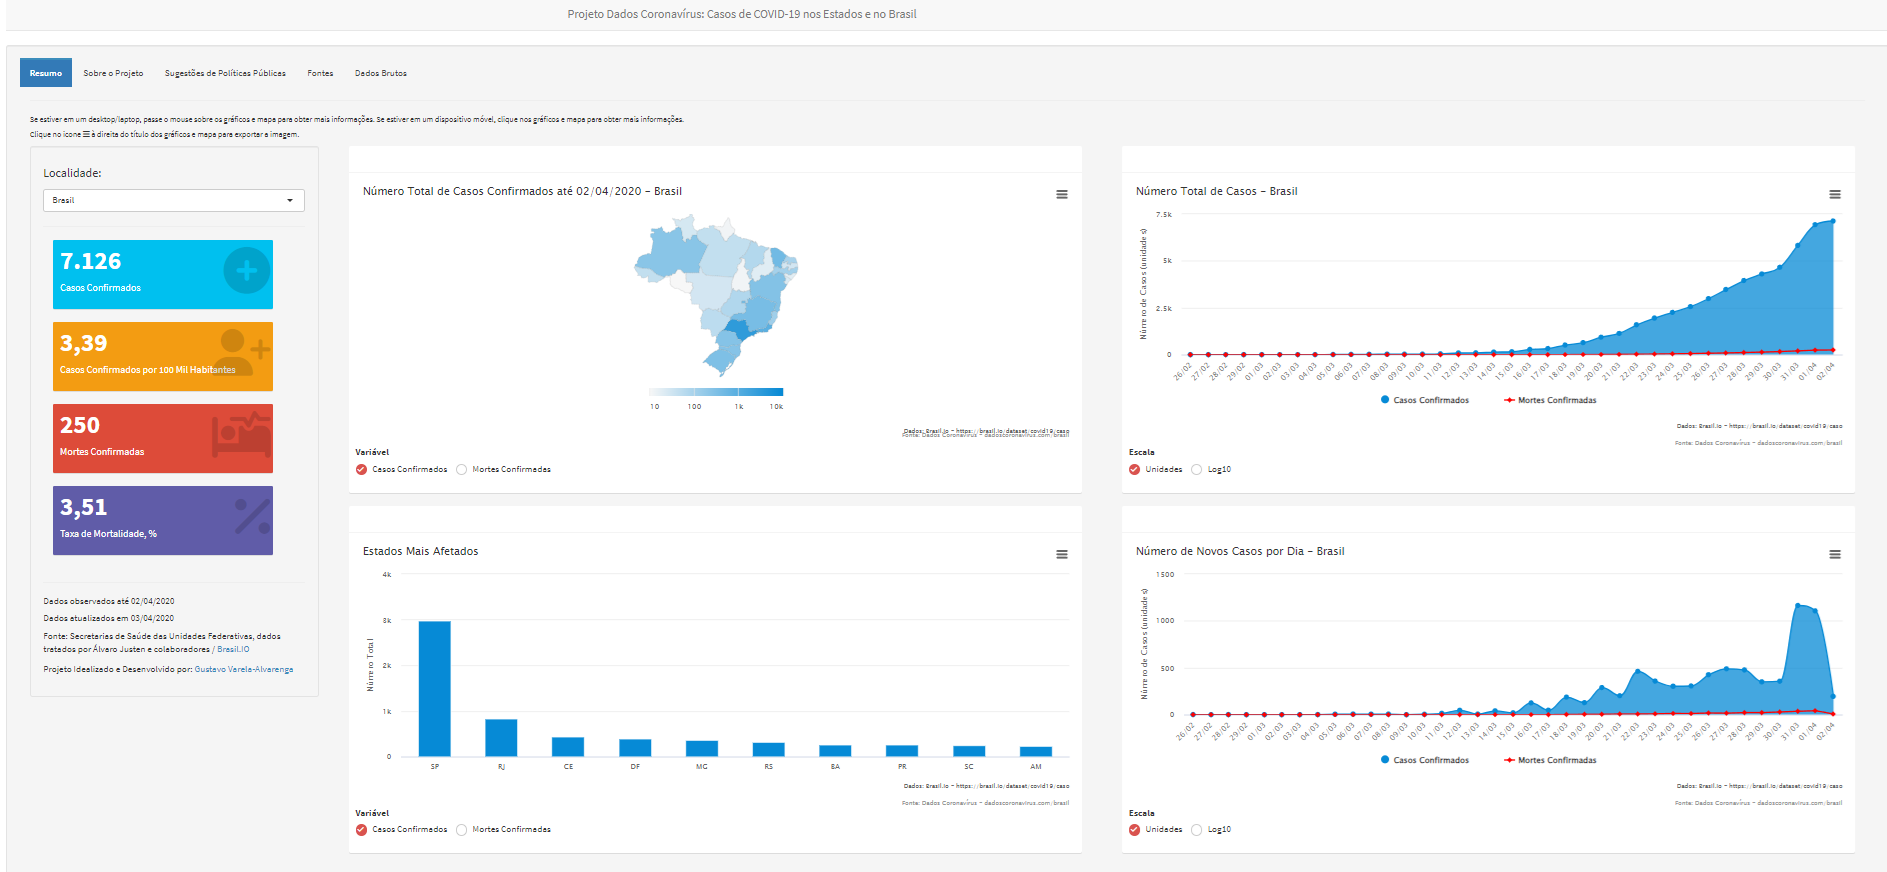 Projeto Dados Coronavírus: Casos de COVID-19 nos Estados e no Brasil
Resumo Sobre o Projeto Sugestões de Políticas Públicas Fontes Dados Brutos
Se estiver em um desktop/laptop, passe o mouse sobre os gráficos e mapa para obter mais informações. Se estiver em um dispositivo móvel, clique nos gráficos e mapa para obter mais informações.
Clique no icone ☰ à direita do título dos gráficos e mapa para exportar a imagem.
Localidade:
Brasil
7.126
Casos Confirmados
3,39
Casos Confirmados por 100 Mil Habitantes
250
Mortes Confirmadas
3,51
Taxa de Mortalidade, %
Dados observados até 02/04/2020
Dados atualizados em 03/04/2020
Fonte: Secretarias de Saúde das Unidades Federativas, dados
tratados por Álvaro Justen e colaboradores / Brasil.IO
Projeto Idealizado e Desenvolvido por: Gustavo Varela-Alvarenga
Número Total de Casos Confirmados até 02/04/2020 – Brasil
10 100 1k 10k
Dados: Brasil.io - https://brasil.io/dataset/covid19/caso
Fonte: Dados Coronavírus - dadoscoronavirus.com/brasil
Variável
Casos Confirmados Mortes Confirmadas
Número Total de Casos – Brasil
Número de Casos (unidades)
7.5k
5k
2.5k
0
26/02 27/02 28/02 29/02 01/03 02/03 03/03 04/03 05/03 06/03 07/03 08/03 09/03 10/03 11/03 12/03 13/03 14/03 15/03 16/03 17/03 18/03 19/03 20/03 21/03 22/03 23/03 24/03 25/03 26/03 27/03 28/03 29/03 30/03 31/03 01/04 02/04
Casos Confirmados Mortes Confirmadas
Dados: Brasil.io - https://brasil.io/dataset/covid19/caso
Fonte: Dados Coronavírus - dadoscoronavirus.com/brasil
Escala
Unidades Log10
Estados Mais Afetados
Número Total
4k
3k
2k
1k
0
SP RJ CE DF MG RS BA PR SC AM
Dados: Brasil.io - https://brasil.io/dataset/covid19/caso
Fonte: Dados Coronavírus - dadoscoronavirus.com/brasil
Variável
Casos Confirmados Mortes Confirmadas
Número de Novos Casos por Dia – Brasil
Número de Casos (unidades)
1500
1000
500
0
26/02 27/02 28/02 29/02 01/03 02/03 03/03 04/03 05/03 06/03 07/03 08/03 09/03 10/03 11/03 12/03 13/03 14/03 15/03 16/03 17/03 18/03 19/03 20/03 21/03 22/03 23/03 24/03 25/03 26/03 27/03 28/03 29/03 30/03 31/03 01/04 02/04
Casos Confirmados Mortes Confirmadas
Dados: Brasil.io - https://brasil.io/dataset/covid19/caso
Fonte: Dados Coronavírus - dadoscoronavirus.com/brasil
Escala
Unidades Log10